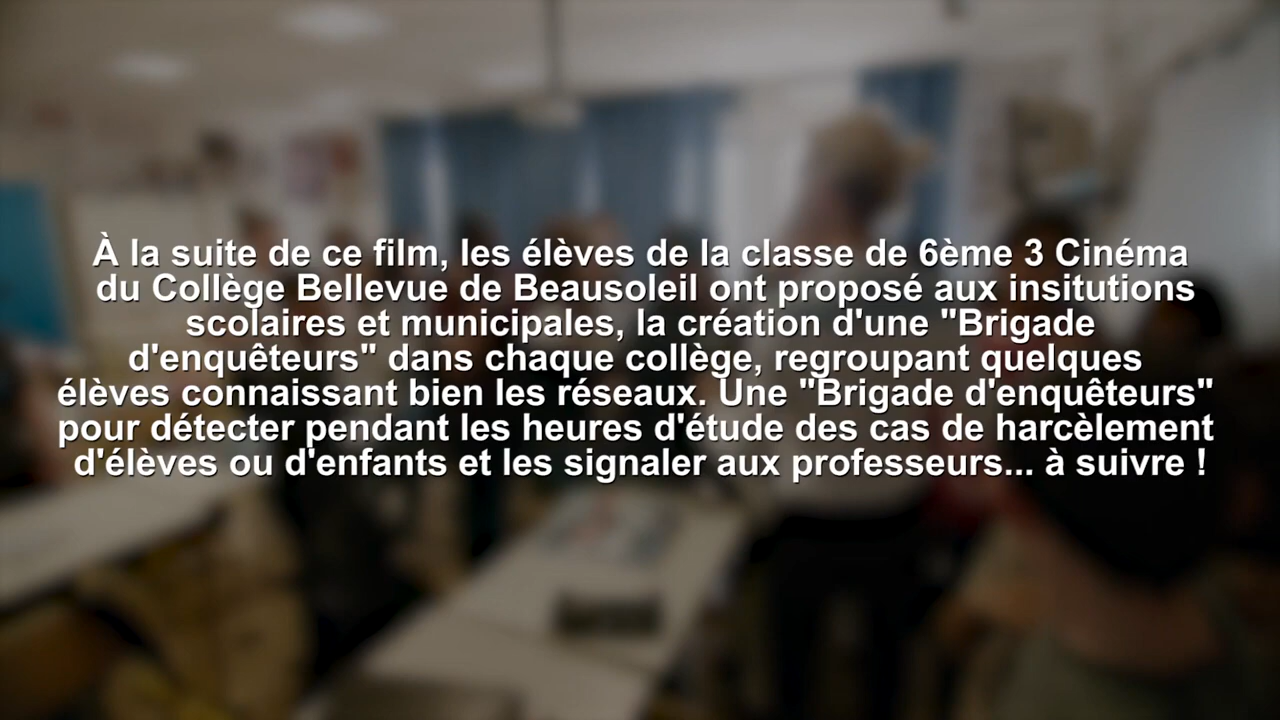 À la suite de ce film, les élèves de la classe de 6ème 3 Cinéma
du Collège Bellevue de Beausoleil ont proposé aux insitutions
scolaires et municipales, la création d'une "Brigade
d'enquêteurs" dans chaque collège, regroupant quelques
élèves connaissant bien les réseaux. Une "Brigade d'enquêteurs"
pour détecter pendant les heures d'étude des cas de harcèlement
d'élèves ou d'enfants et les signaler aux professeurs... à suivre !